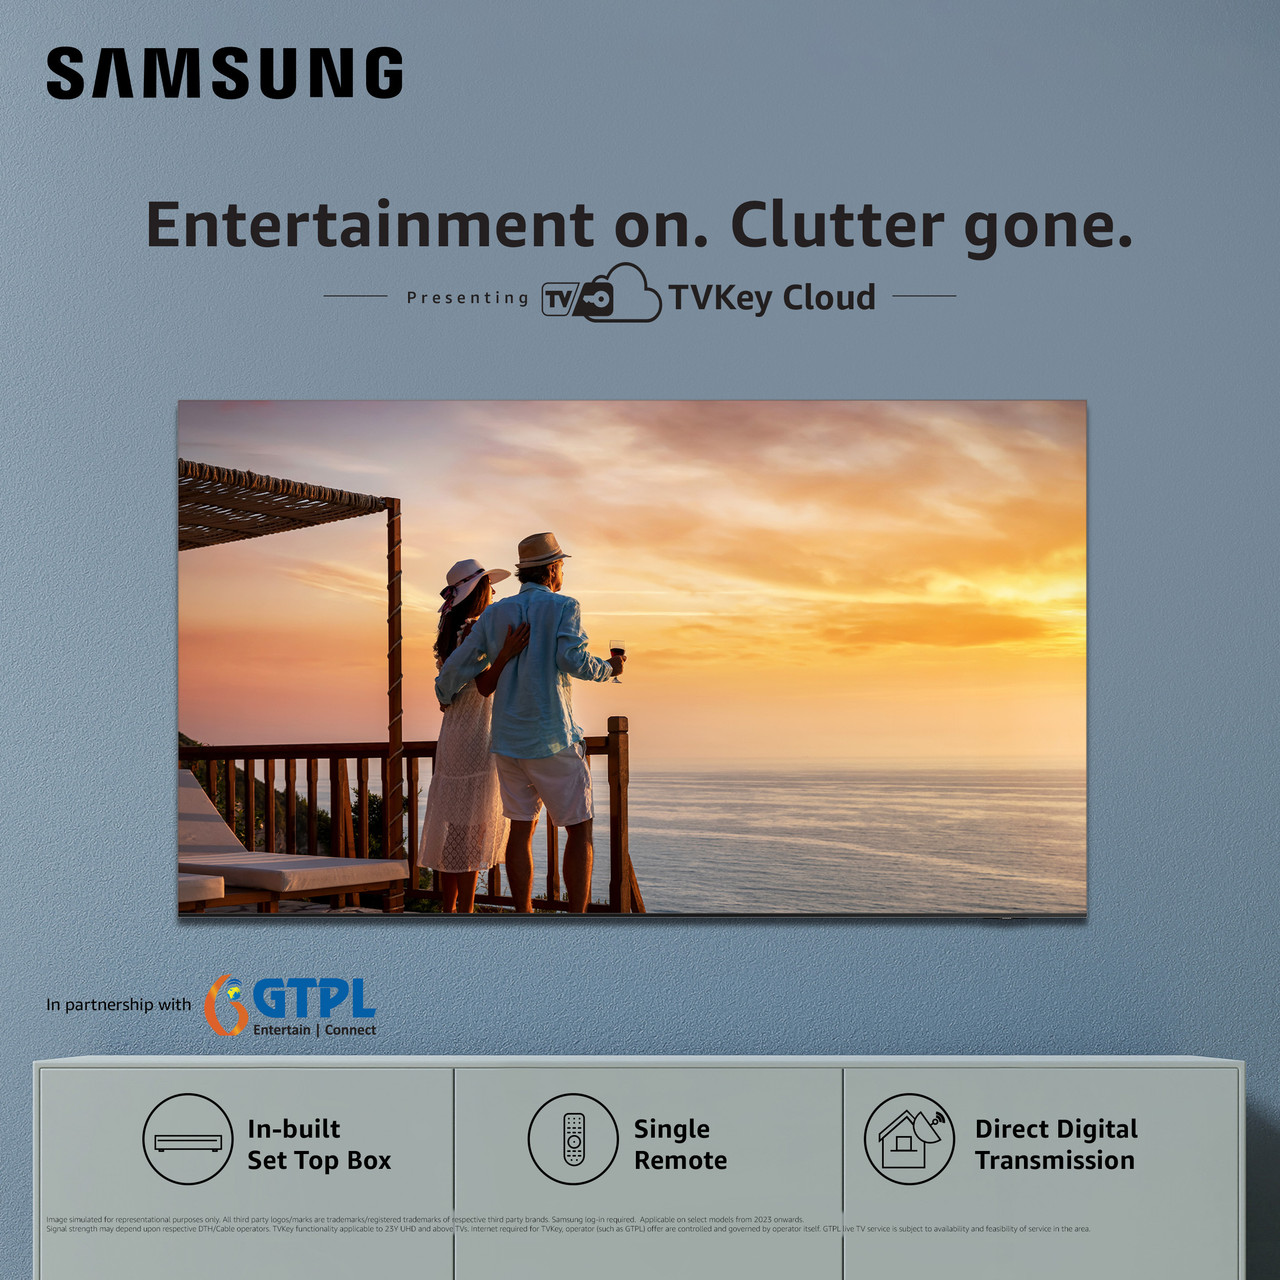 SAMSUNG
Entertainment on. Clutter gone.
Presenting TV TVKey Cloud
In partnership with GTPL
Entertain | Connect
In-built
Set Top Box
Single
Remote
Direct Digital
Transmission
Image simulated for representational purposes only. All third party logos/marks are trademarks/registered trademarks of respective third party brands. Samsung log-in required. Applicable on select models from 2023 onwards.
Signal strength may depend upon respective DTH/Cable operators. TVKey functionality applicable to 23Y UHD and above TVs. internet required for TVKey, operator (such as GTPL) offer are controlled and governed by operator itself. GTPL live TV service is subject to availability and feasibility of service in the area.